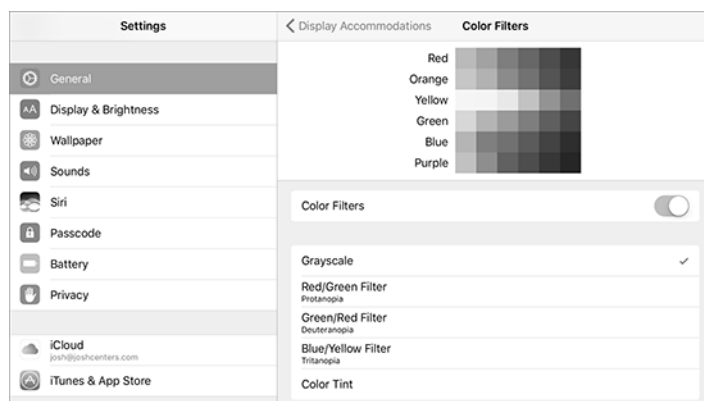 Settings
General
Display & Brightness
Wallpaper
Sounds
Siri
Passcode
Battery
Privacy
iCloud
josh@joshcenters.com
iTunes & App Store
Display Accommodations
Color Filters
Red
Orange
Yellow
Green
Blue
Purple
Color Filters
Grayscale
Red/Green Filter
Protanopia
Green/Red Filter
Deuteranopia
Blue/Yellow Filter
Tritanopia
Color Tint